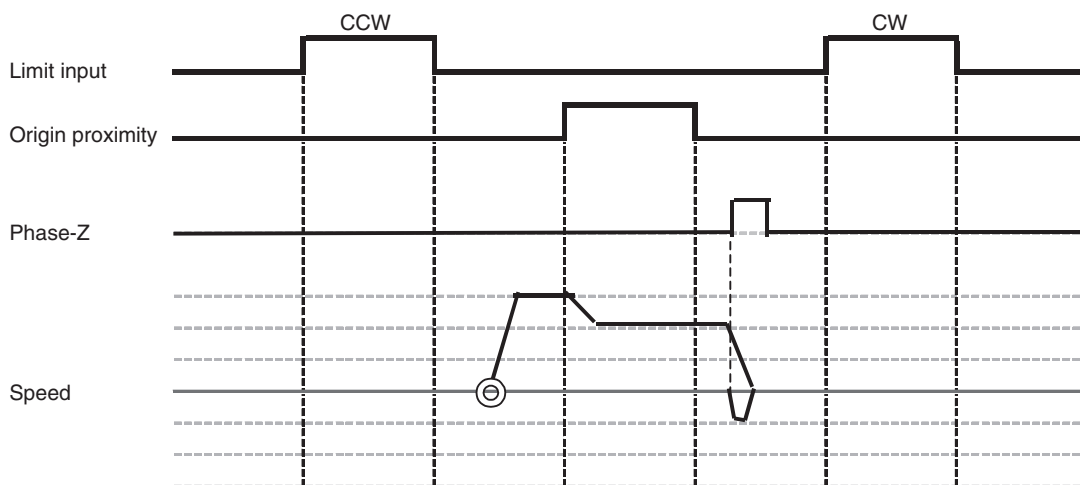 CCW
CW
Limit input
Origin proximity
Phase-Z
Speed